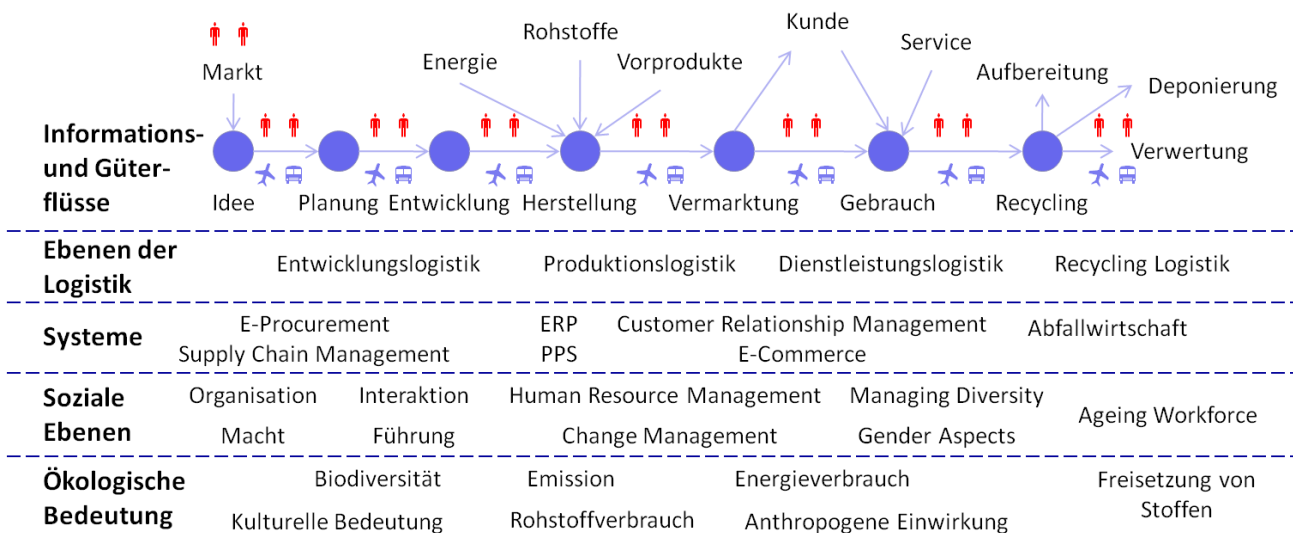 Kunde
Rohstoffe
Service
Markt
Energie
Vorprodukte
Aufbereitung
Deponierung
Informations-
und Güter-
flüsse
Verwertung
Idee
Planung
Entwicklung
Herstellung
Vermarktung
Gebrauch
Recycling
Ebenen der
Logistik
Entwicklungslogistik
Produktionslogistik
Dienstleistungslogistik
Recycling Logistik
Systeme
E-Procurement
ERP
Customer Relationship Management
Abfallwirtschaft
Supply Chain Management
PPS
E-Commerce
Soziale
Ebenen
Organisation
Interaktion
Human Resource Management
Managing Diversity
Ageing Workforce
Macht
Führung
Change Management
Gender Aspects
Ökologische
Bedeutung
Biodiversität
Emission
Energieverbrauch
Freisetzung von
Stoffen
Kulturelle Bedeutung
Rohstoffverbrauch
Anthropogene Einwirkung